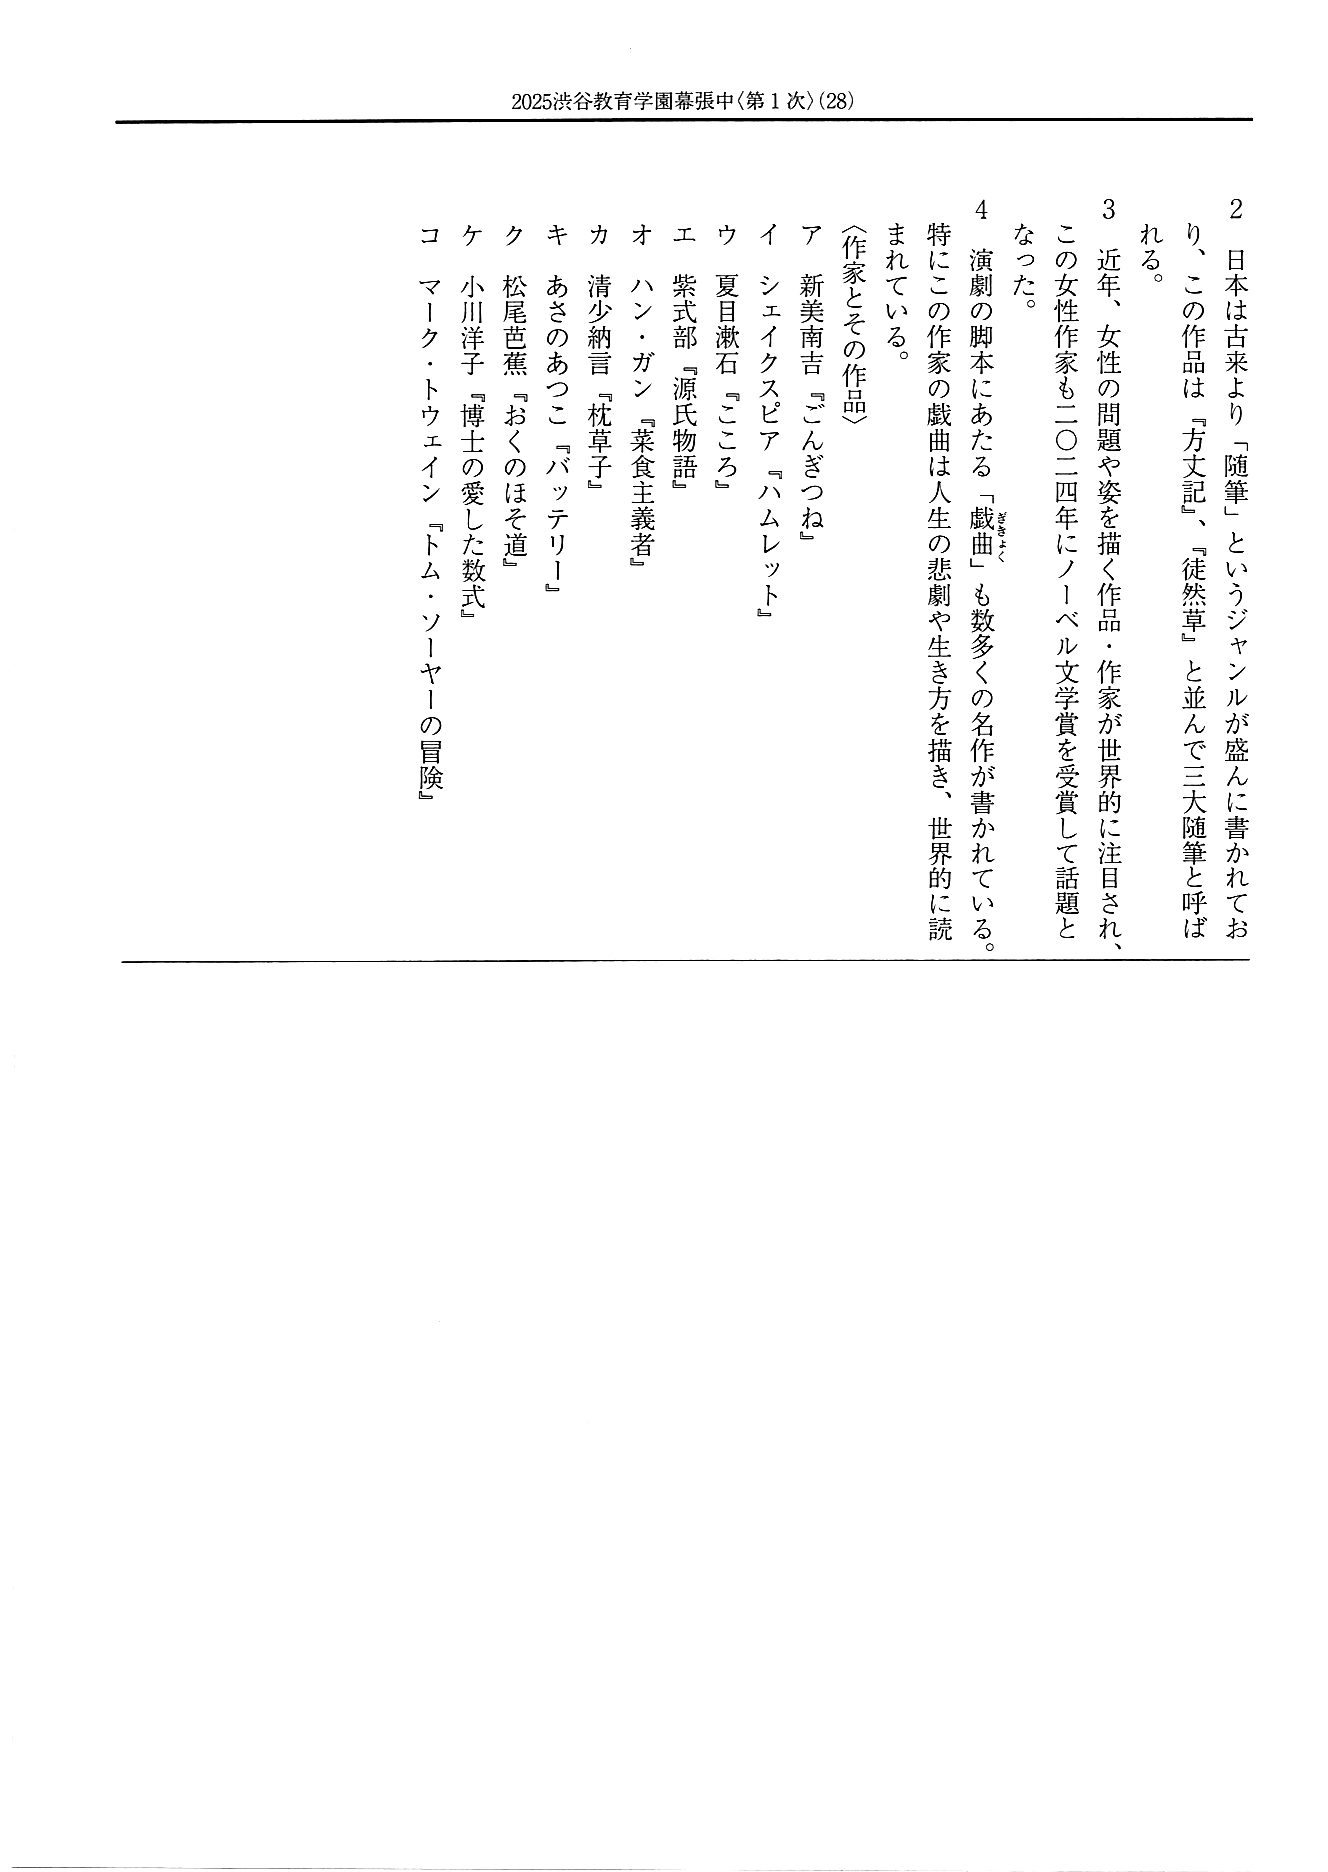 2025渋谷教育学園幕張中〈第1次〉(28)
2　日本は古来より「随筆」というジャンルが盛んに書かれてお
り、この作品は『方丈記』、『徒然草』と並んで三大随筆と呼ば
れる。
3　近年、女性の問題や姿を描く作品・作家が世界的に注目され、
この女性作家も二〇二四年にノーベル文学賞を受賞して話題と
なった。
4　演劇の脚本にあたる「戯曲」も数多くの名作が書かれている。
ぎきょく
特にこの作家の戯曲は人生の悲劇や生き方を描き、世界的に読
まれている。
〈作家とその作品〉
ア　新美南吉『ごんぎつね』
イ　シェイクスピア『ハムレット』
ウ　夏目漱石『こころ』
エ　紫式部『源氏物語』
オ　ハン・ガン『菜食主義者』
カ　清少納言『枕草子』
キ　あさのあつこ『バッテリー』
ク　松尾芭蕉『おくのほそ道』
ケ　小川洋子『博士の愛した数式』
コ　マーク・トウェイン『トム・ソーヤーの冒険』